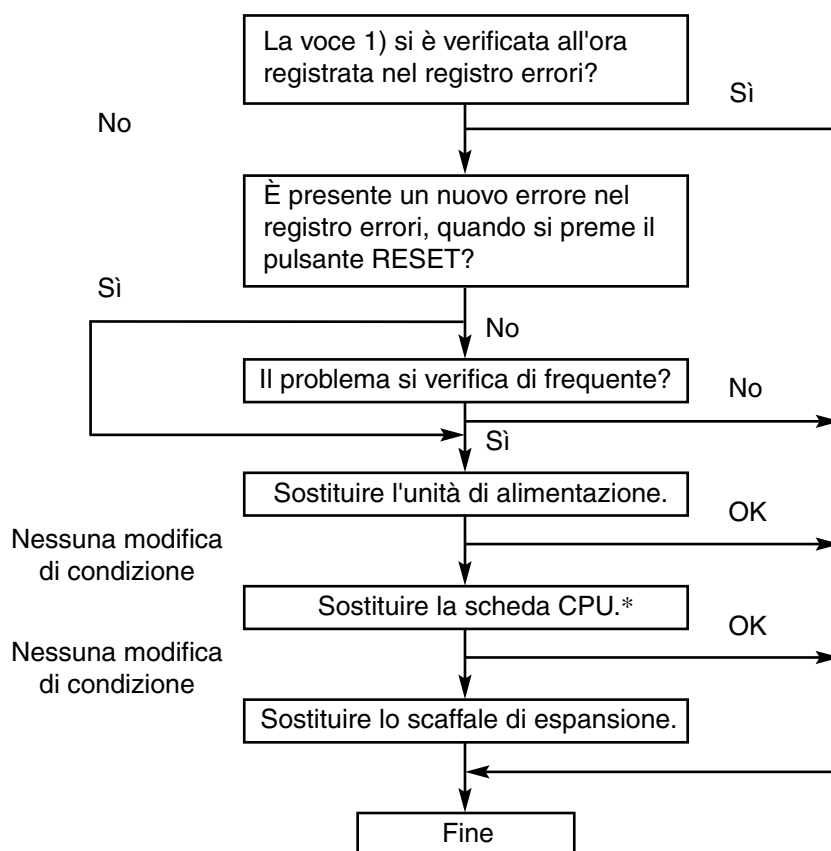 La voce 1) si è verificata all'ora
registrata nel registro errori?
Sì
No
È presente un nuovo errore nel
registro errori, quando si preme il
pulsante RESET?
Sì
No
Il problema si verifica di frequente?
No
Sì
Sostituire l'unità di alimentazione.
OK
Nessuna modifica
di condizione
Sostituire la scheda CPU.*
OK
Nessuna modifica
di condizione
Sostituire lo scaffale di espansione.
Fine